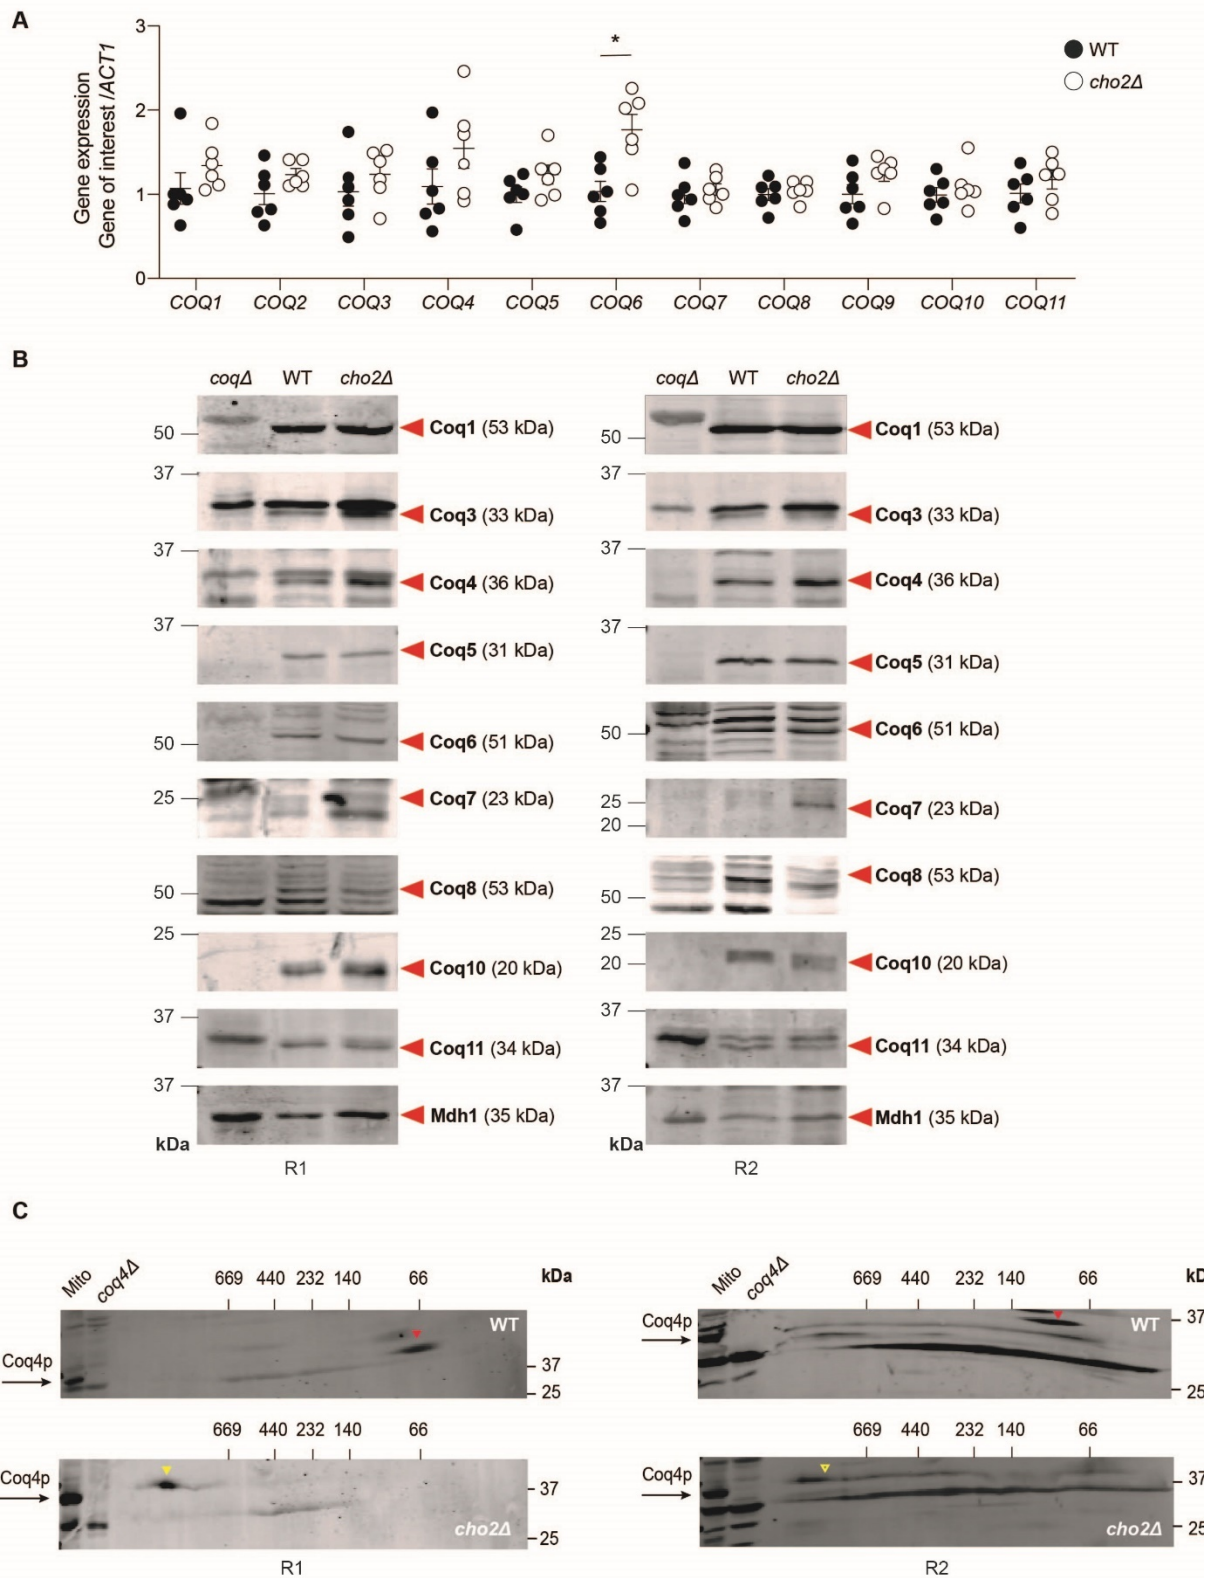 A
3
2
1
0
Gene expression
Gene of interest /ACT1
*
WT
cho2Δ
COQ1 COQ2 COQ3 COQ4 COQ5 COQ6 COQ7 COQ8 COQ9 COQ10 COQ11
B
coqΔ WT cho2Δ
50
Coq1 (53 kDa)
37
Coq3 (33 kDa)
37
Coq4 (36 kDa)
37
Coq5 (31 kDa)
50
Coq6 (51 kDa)
25
Coq7 (23 kDa)
50
Coq8 (53 kDa)
25
Coq10 (20 kDa)
37
Coq11 (34 kDa)
37
Mdh1 (35 kDa)
kDa
R1
coqΔ WT cho2Δ
50
Coq1 (53 kDa)
37
Coq3 (33 kDa)
37
Coq4 (36 kDa)
37
Coq5 (31 kDa)
50
Coq6 (51 kDa)
25
20
Coq7 (23 kDa)
Coq8 (53 kDa)
50
25
20
Coq10 (20 kDa)
37
Coq11 (34 kDa)
37
Mdh1 (35 kDa)
kDa
R2
C
Mito coq4Δ 669 440 232 140 66 kDa
WT
Coq4p
37
25
669 440 232 140 66
Coq4p
37
cho2Δ
25
R1
Mito coq4Δ 669 440 232 140 66 kD
Coq4p
WT
37
25
669 440 232 140 66
Coq4p
37
cho2Δ
25
R2